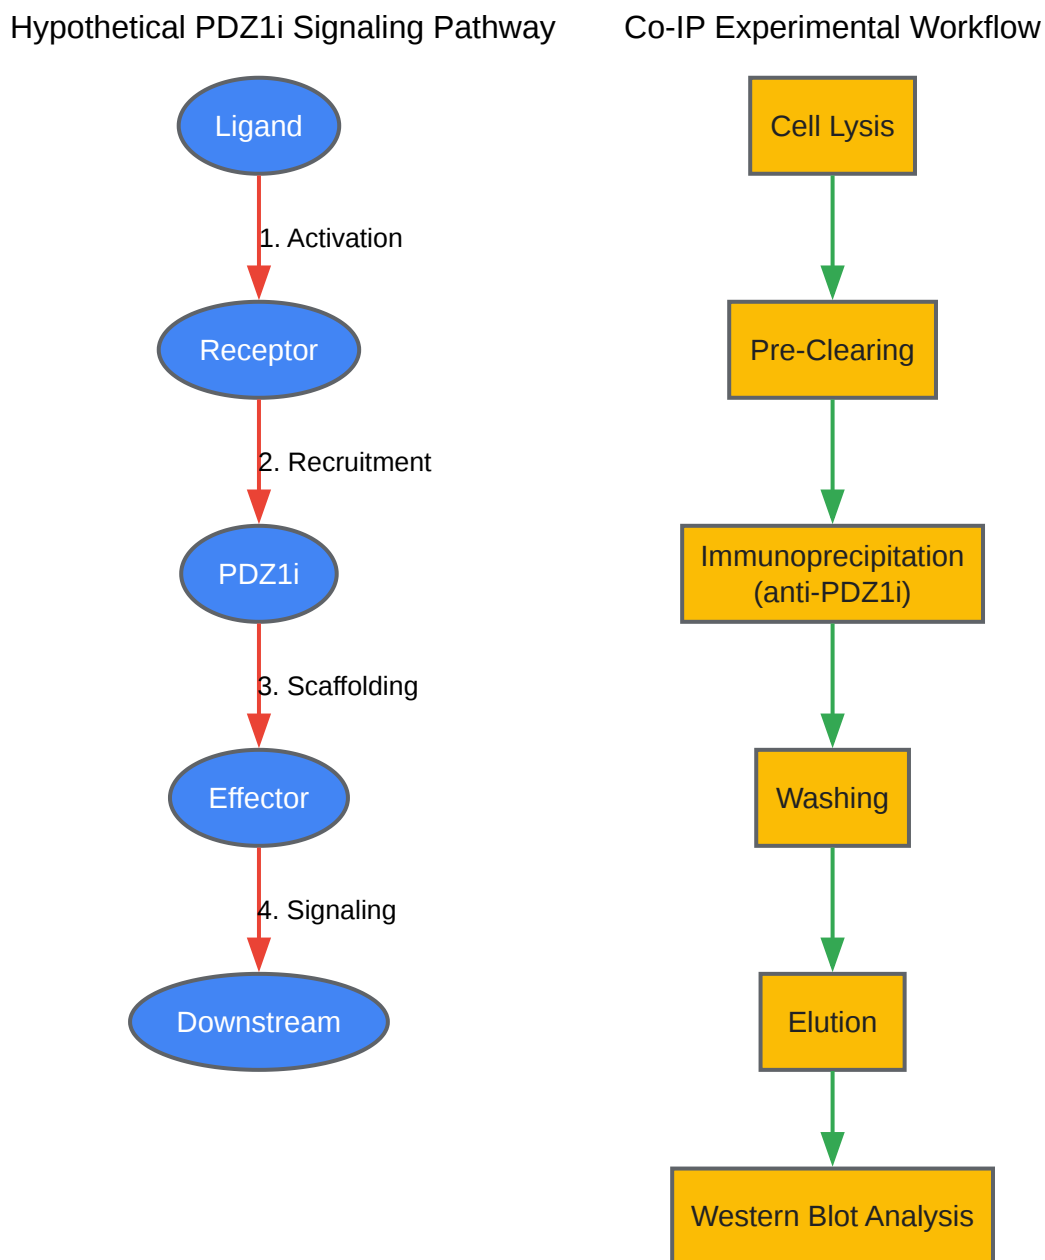 Hypothetical PDZ1i Signaling Pathway
Ligand
1. Activation
Receptor
2. Recruitment
PDZ1i
3. Scaffolding
Effector
4. Signaling
Downstream
Co-IP Experimental Workflow
Cell Lysis
Pre-Clearing
Immunoprecipitation
(anti-PDZ1i)
Washing
Elution
Western Blot Analysis